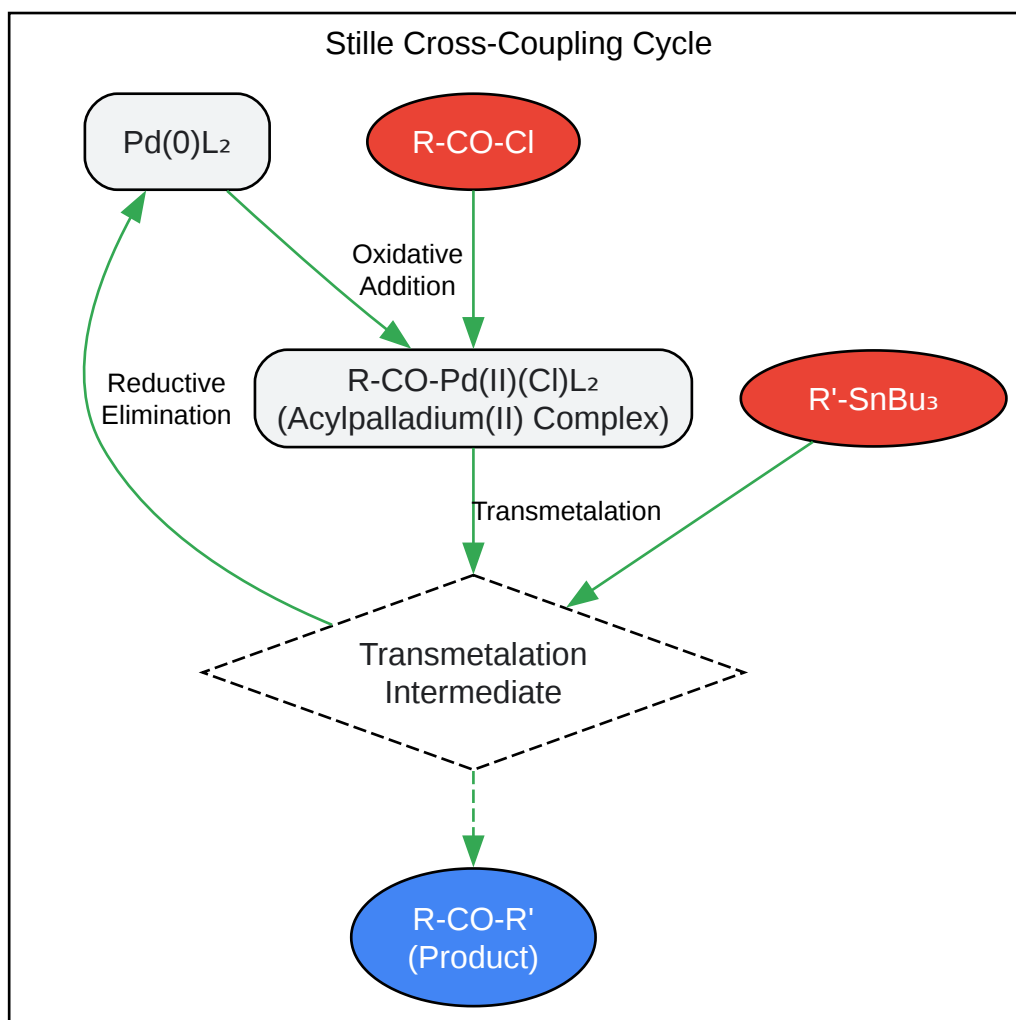 Stille Cross-Coupling Cycle
Pd(0)L₂
R-CO-Cl
Oxidative
Addition
R-CO-Pd(II)(Cl)L₂
(Acylpalladium(II) Complex)
R'-SnBu₃
Reductive
Elimination
Transmetalation
Transmetalation
Intermediate
R-CO-R'
(Product)